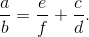 a/b = e/f + c/d.